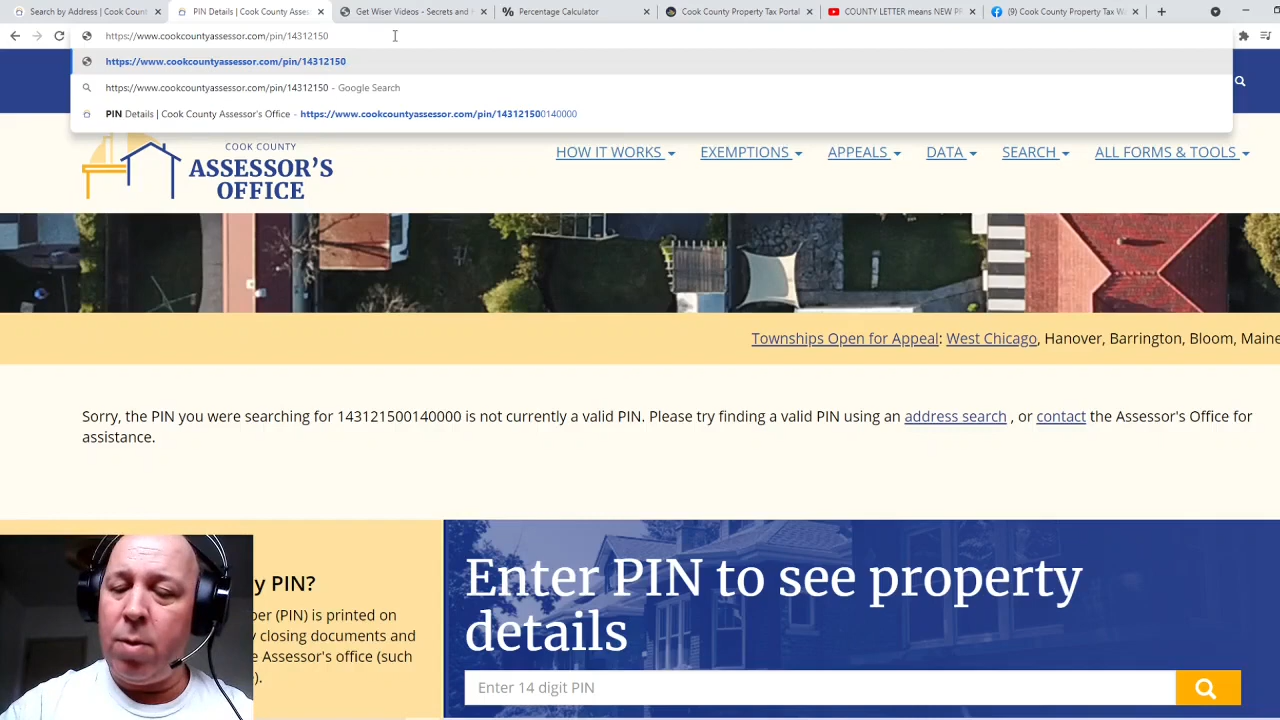 Search by Address | Cook Count
PIN Details | Cook County Asses
Get Wiser Videos - Secrets and
Percentage Calculator
Cook County Property Tax Portal
COUNTY LETTER means NEW PR
(9) Cook County Property Tax W
https://www.cookcountyassessor.com/pin/14312150
https://www.cookcountyassessor.com/pin/14312150
https://www.cookcountyassessor.com/pin/14312150 - Google Search
PIN Details | Cook County Assessor's Office - https://www.cookcountyassessor.com/pin/143121500140000
COOK COUNTY
ASSESSOR'S
OFFICE
HOW IT WORKS
EXEMPTIONS
APPEALS
DATA
SEARCH
ALL FORMS & TOOLS
Townships Open for Appeal: West Chicago, Hanover, Barrington, Bloom, Maine
Sorry, the PIN you were searching for 143121500140000 is not currently a valid PIN. Please try finding a valid PIN using an address search , or contact the Assessor's Office for
assistance.
y PIN?
ber (PIN) is printed on
y closing documents and
e Assessor's office (such
).
Enter PIN to see property
details
Enter 14 digit PIN